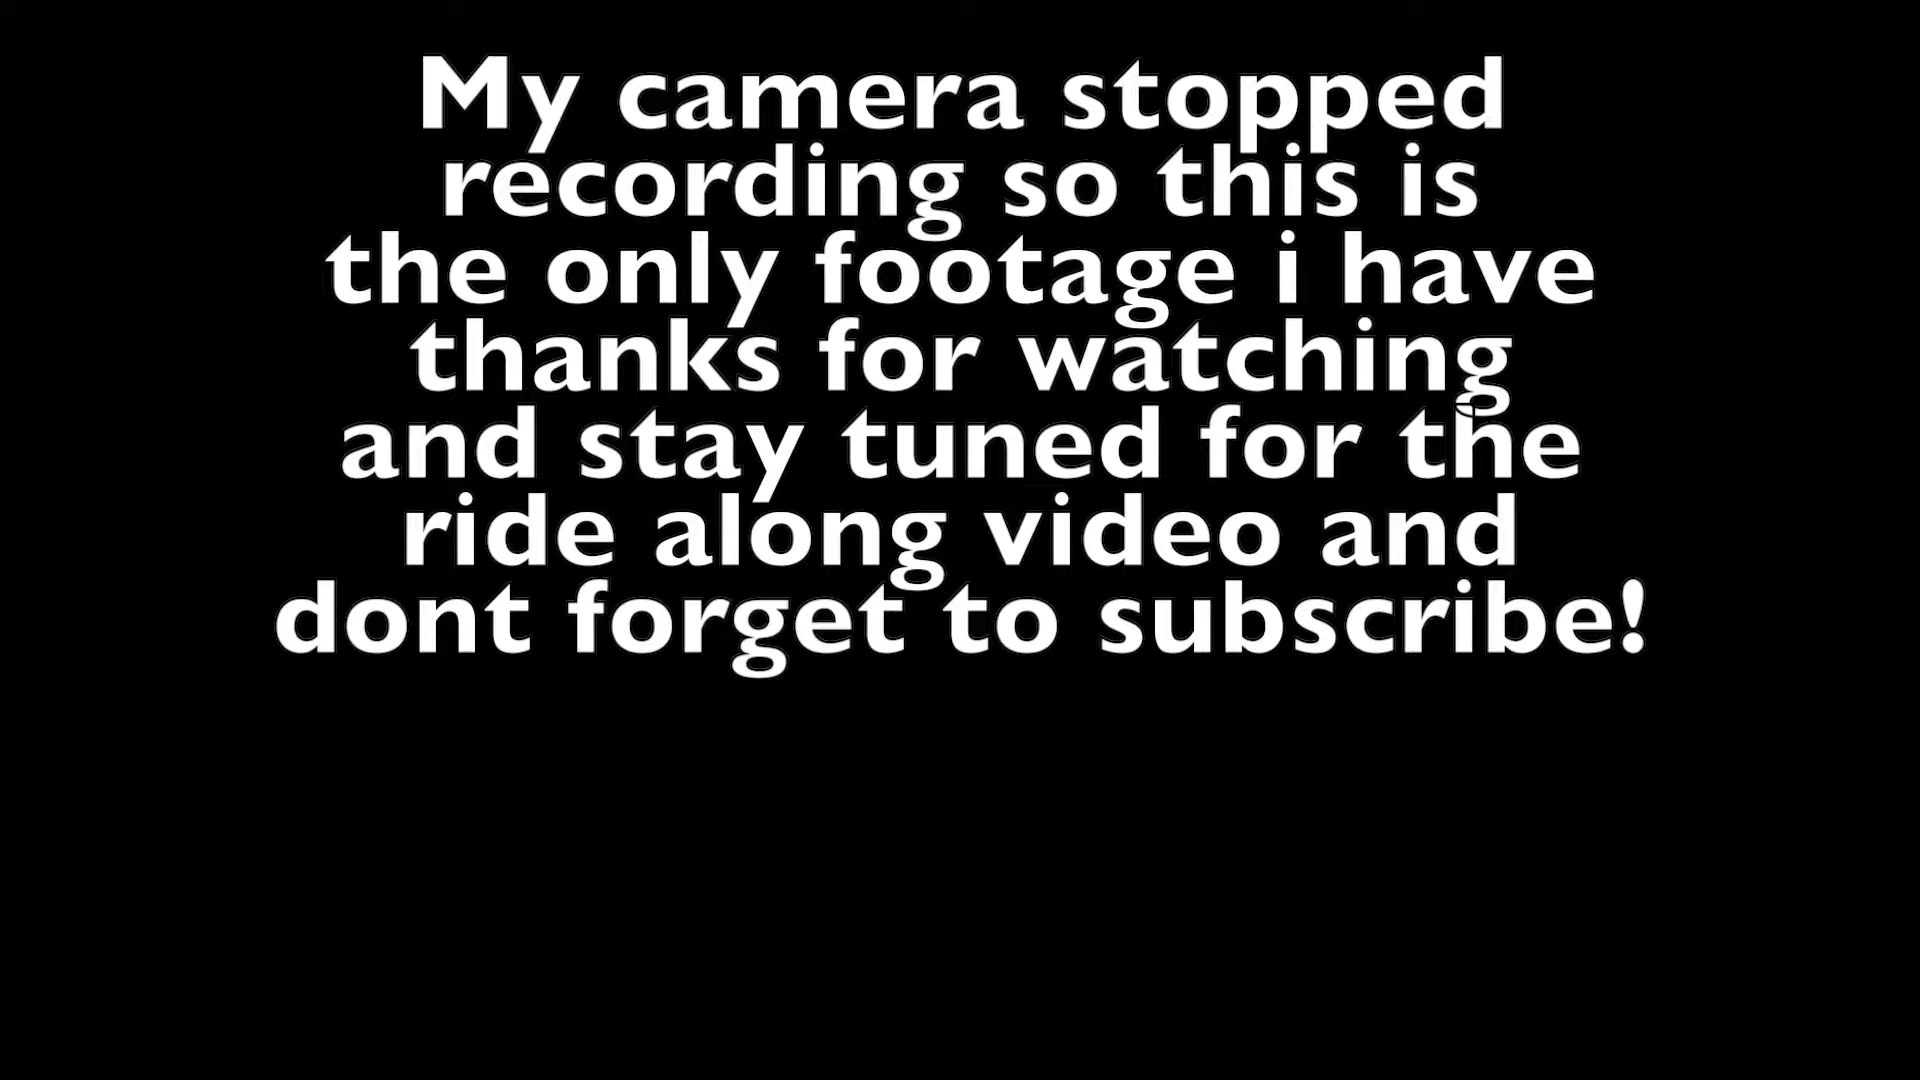 My camera stopped
recording so this is
the only footage i have
thanks for watching
and stay tuned for the
ride along video and
dont forget to subscribe!